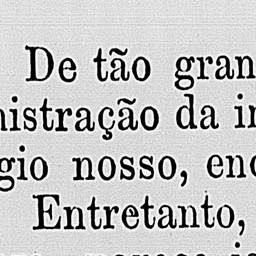 De tão gran
nistração da in
gio nosso, enc
Entretanto,